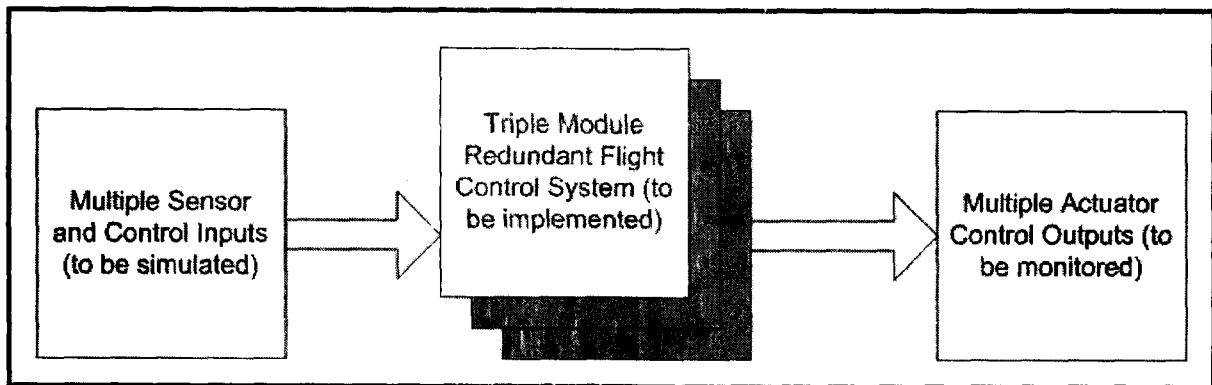 Multiple Sensor
and Control Inputs
(to be simulated)
Triple Module
Redundant Flight
Control System (to
be implemented)
Multiple Actuator
Control Outputs (to
be monitored)